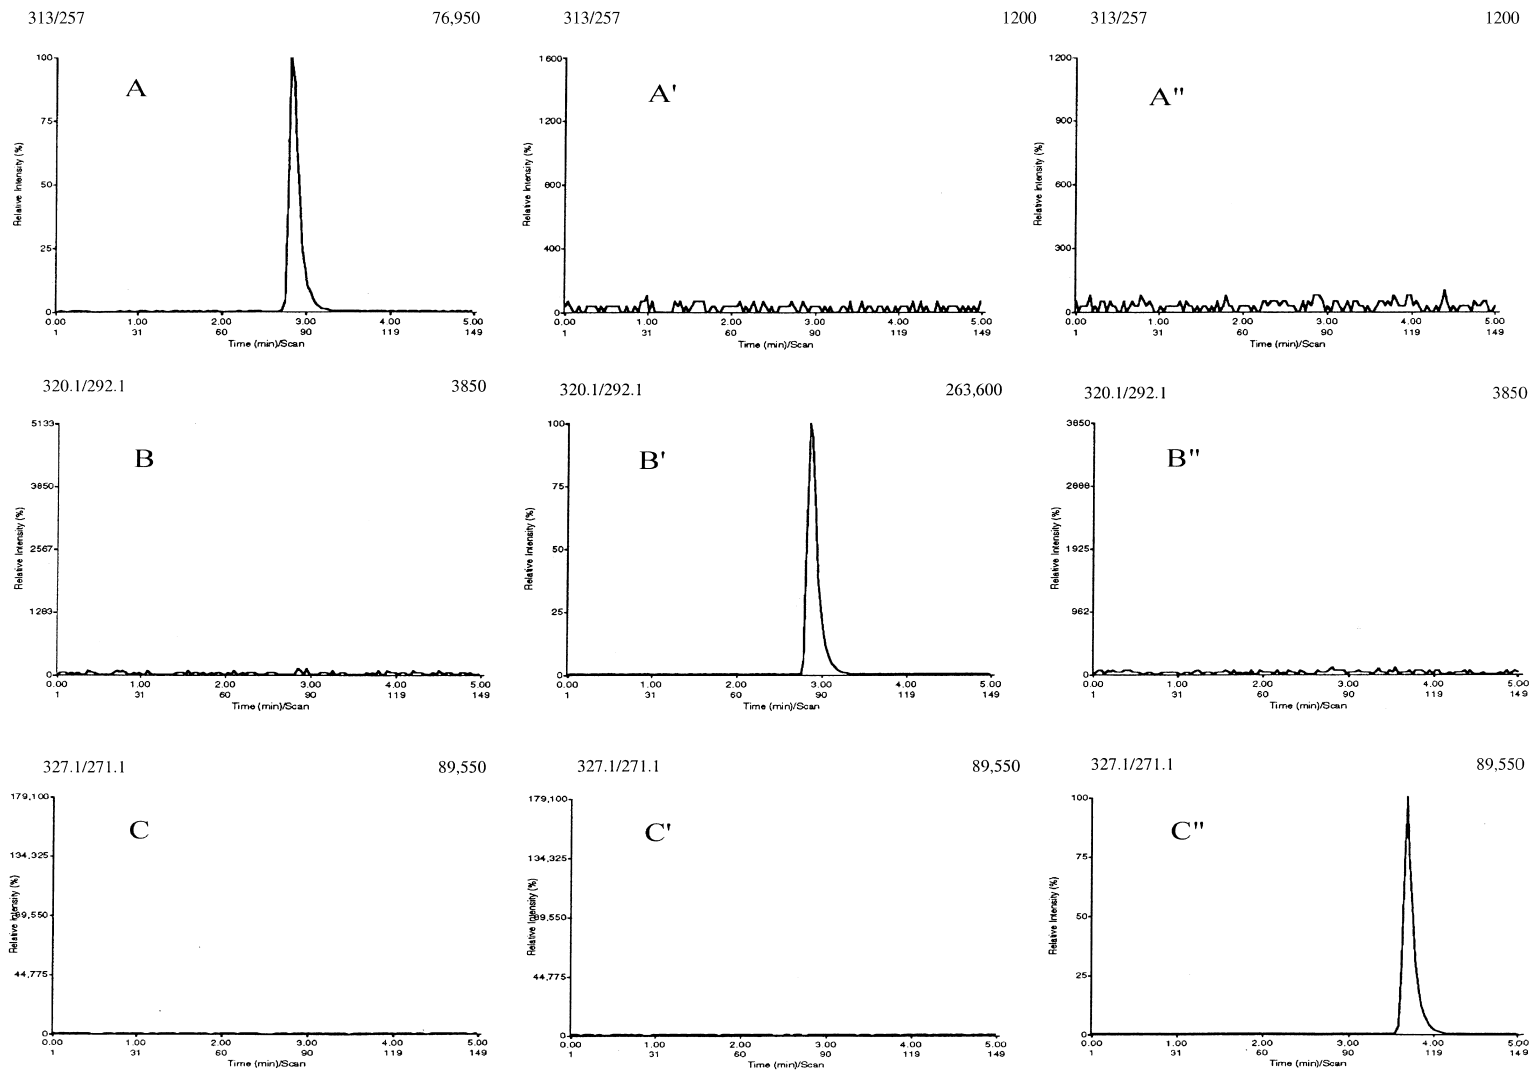 313/257 76,950
100
A
75
50
25
0
Relative Intensity (%)
0.00 1.00 2.00 3.00 4.00 5.00
1 31 60 90 119 149
Time (min)/Scan
313/257 1200
1600
A'
1200
800
400
0
Relative Intensity (%)
0.00 1.00 2.00 3.00 4.00 5.00
1 31 60 90 119 149
Time (min)/Scan
313/257 1200
1200
A"
900
600
300
0
Relative Intensity (%)
0.00 1.00 2.00 3.00 4.00 5.00
1 31 60 90 119 149
Time (min)/Scan
320.1/292.1 3850
5133
B
3850
2567
1283
0
Relative Intensity (%)
0.00 1.00 2.00 3.00 4.00 5.00
1 31 60 90 119 149
Time (min)/Scan
320.1/292.1 263,600
100
B'
75
50
25
0
Relative Intensity (%)
0.00 1.00 2.00 3.00 4.00 5.00
1 31 60 90 119 149
Time (min)/Scan
320.1/292.1 3850
3850
B"
1925
962
0
Relative Intensity (%)
0.00 1.00 2.00 3.00 4.00 5.00
1 31 60 90 119 149
Time (min)/Scan
327.1/271.1 89,550
179,100
C
134,325
89,550
44,775
0
Relative Intensity (%)
0.00 1.00 2.00 3.00 4.00 5.00
1 31 60 90 119 149
Time (min)/Scan
327.1/271.1 89,550
179,100
C'
134,325
89,550
44,775
0
Relative Intensity (%)
0.00 1.00 2.00 3.00 4.00 5.00
1 31 60 90 119 149
Time (min)/Scan
327.1/271.1 89,550
100
C"
75
50
25
0
Relative Intensity (%)
0.00 1.00 2.00 3.00 4.00 5.00
1 31 60 90 119 149
Time (min)/Scan